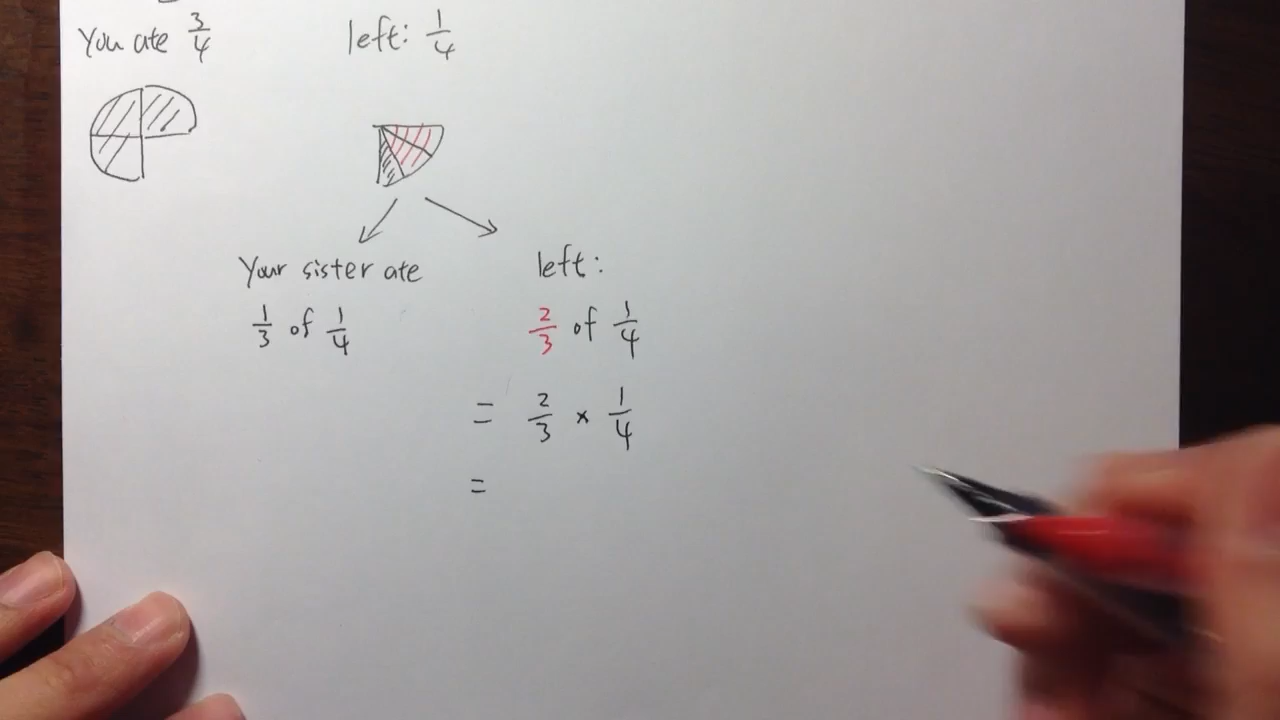 You ate 3/4 left: 1/4
Your sister ate left:
1/3 of 1/4 2/3 of 1/4
= 2/3 × 1/4
=